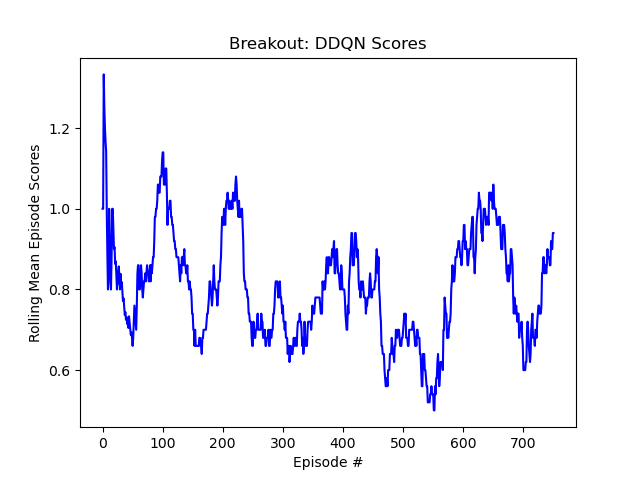 Breakout: DDQN Scores
Rolling Mean Episode Scores
1.2
1.0
0.8
0.6
0 100 200 300 400 500 600 700
Episode #